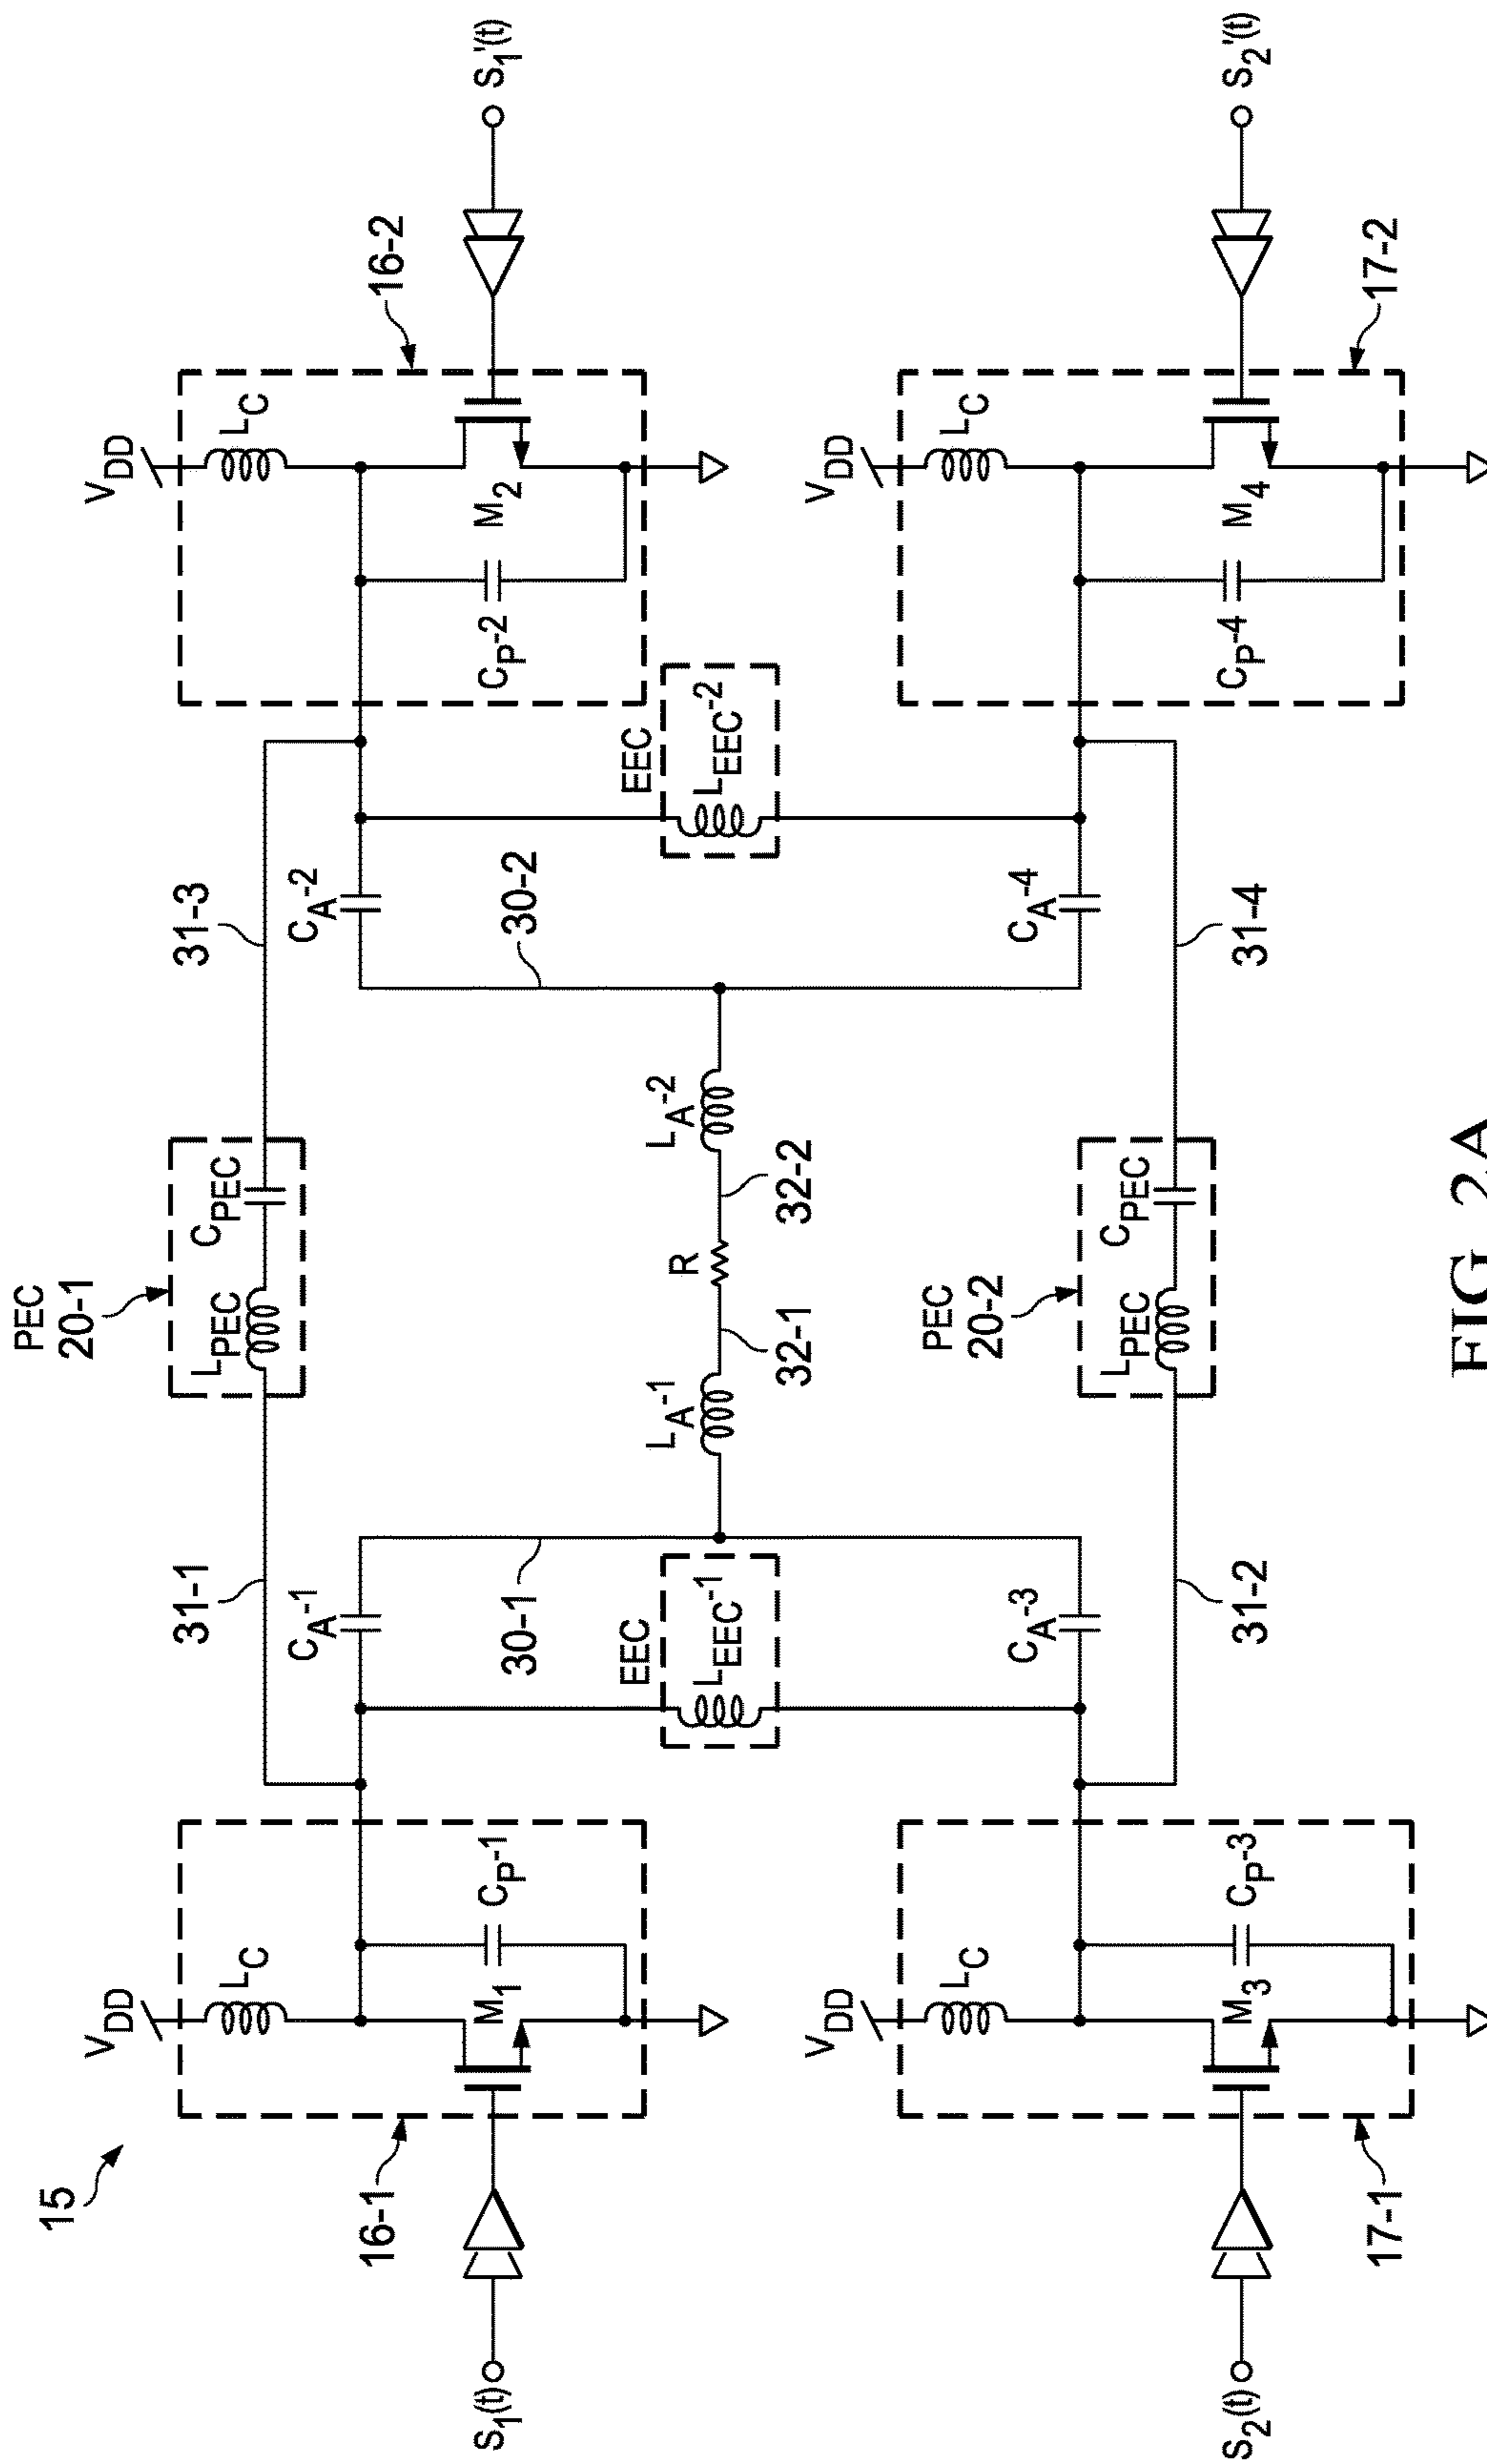 15
S1(t)
16-1
VDD
LC
M1
CP-1
31-1
CA-1
30-1
EEC
LEEC-1
PEC
20-1
LPEC
CPEC
LA-1
32-1
R
32-2
LA-2
31-3
CA-2
30-2
EEC
LEEC-2
VDD
LC
M2
CP-2
16-2
S1'(t)
S2(t)
17-1
VDD
LC
M3
CP-3
CA-3
31-2
PEC
20-2
LPEC
CPEC
CA-4
31-4
VDD
LC
M4
CP-4
17-2
S2'(t)
FIG. 2A